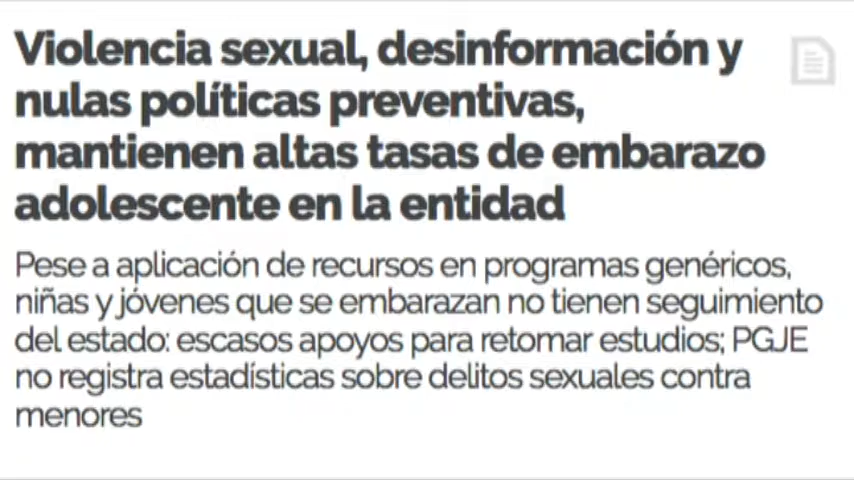 Violencia sexual, desinformación y
nulas políticas preventivas,
mantienen altas tasas de embarazo
adolescente en la entidad
Pese a aplicación de recursos en programas genéricos,
niñas y jóvenes que se embarazan no tienen seguimiento
del estado: escasos apoyos para retomar estudios; PGJE
no registra estadísticas sobre delitos sexuales contra
menores